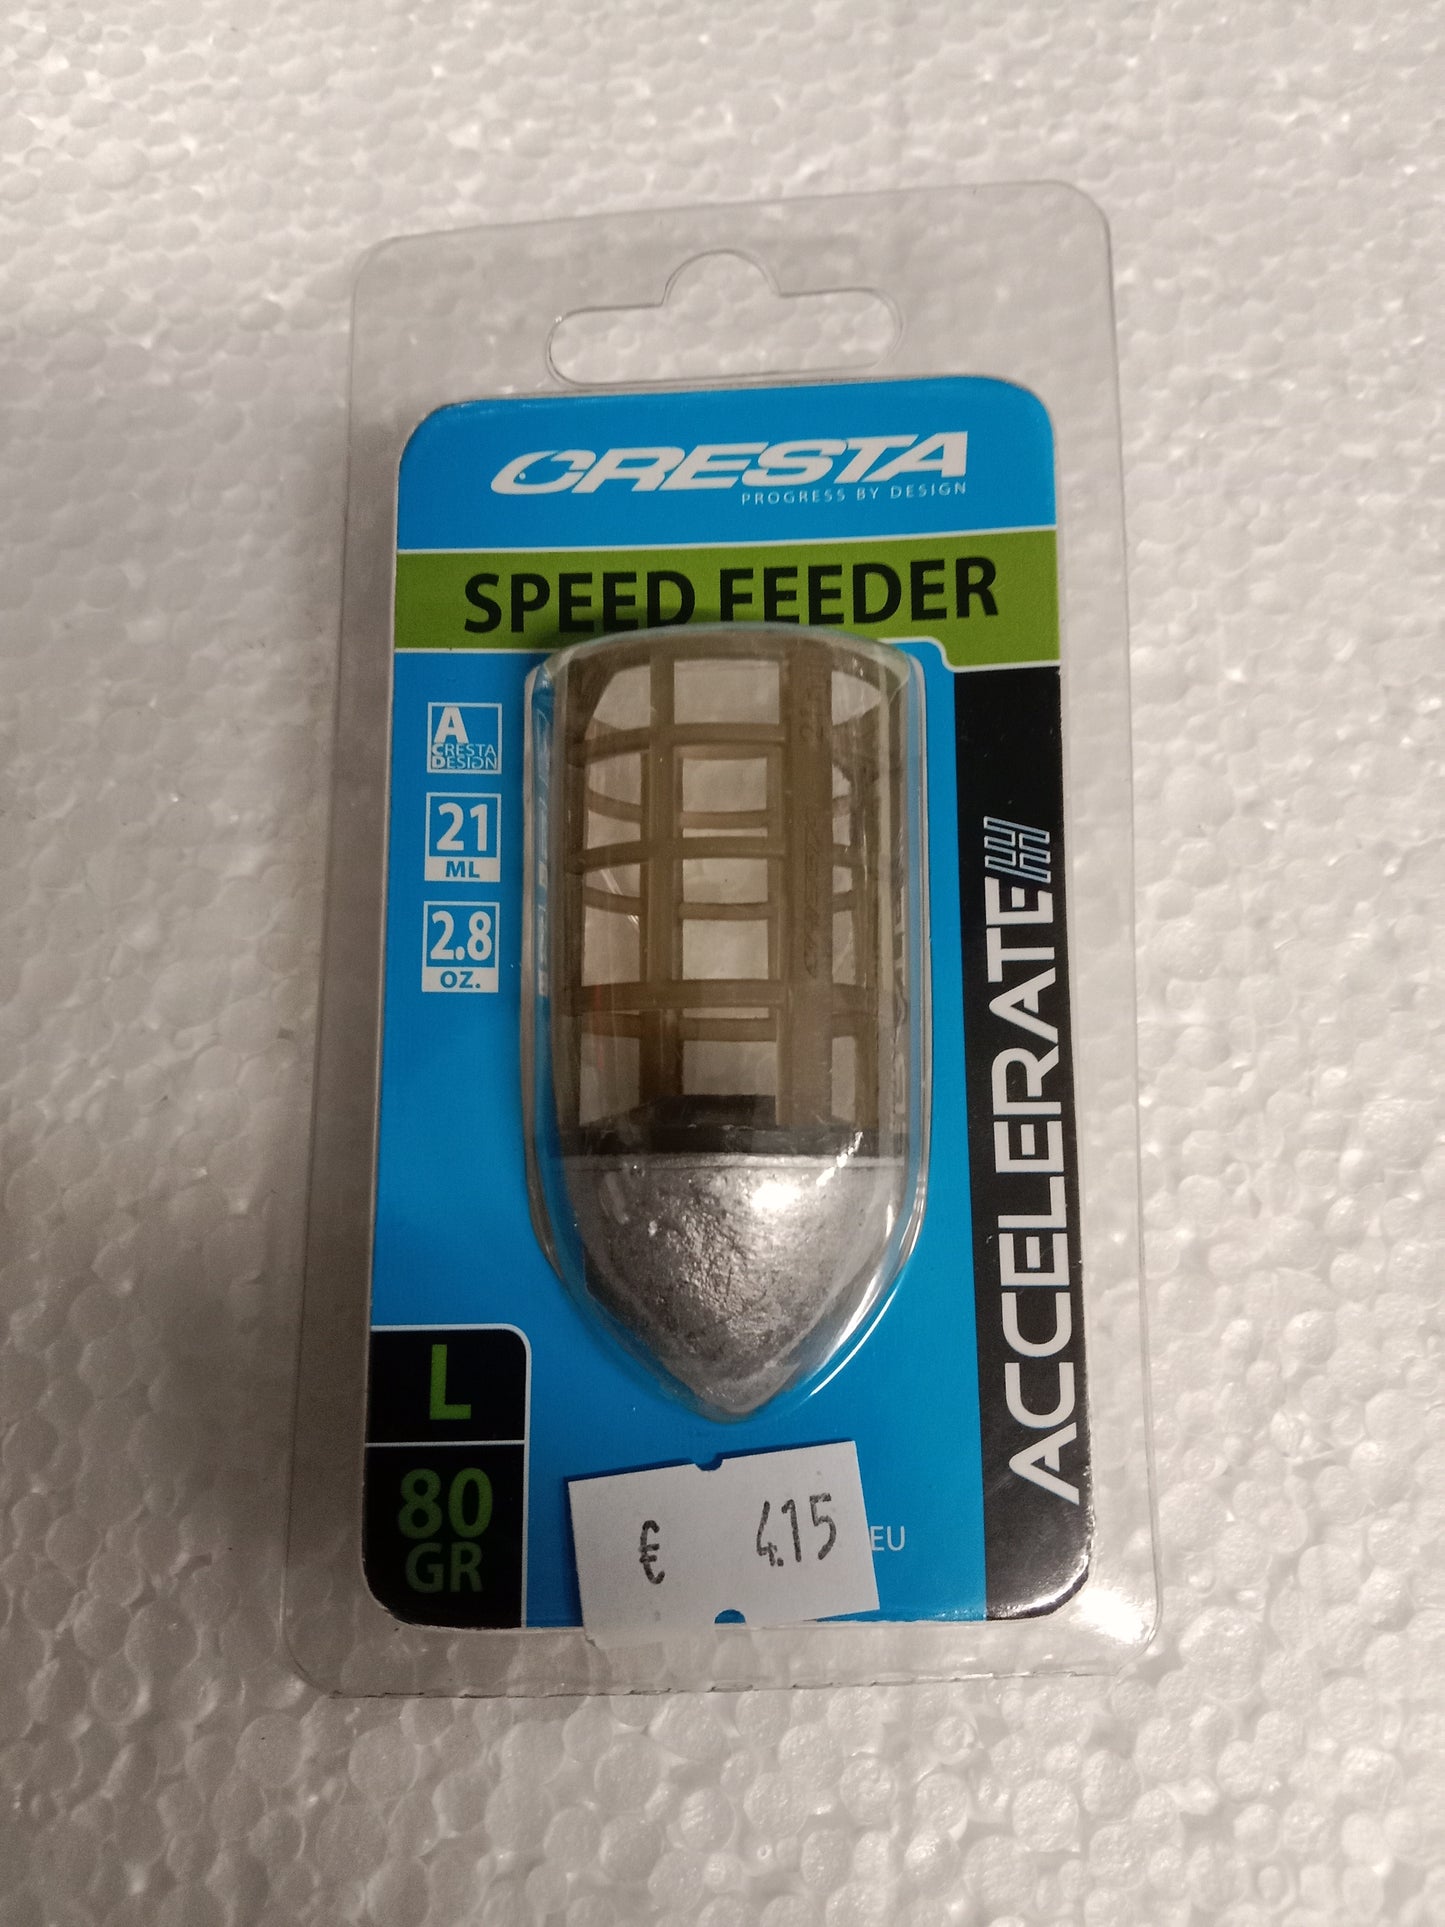 CRESTA
PROGRESS BY DESIGN
SPEED FEEDER
A
CRESTA
DESIGN
21
ML
2.8
OZ.
ACCELERATE
L
80
GR
€ 4.15
EU